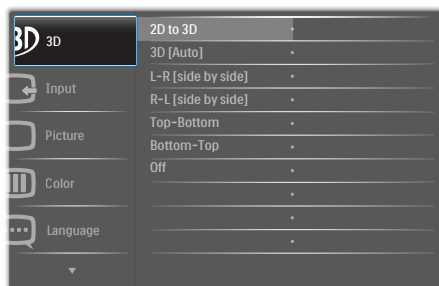 3D 3D
Input
Picture
Color
Language
2D to 3D
3D [Auto]
L-R [side by side]
R-L [side by side]
Top-Bottom
Bottom-Top
Off